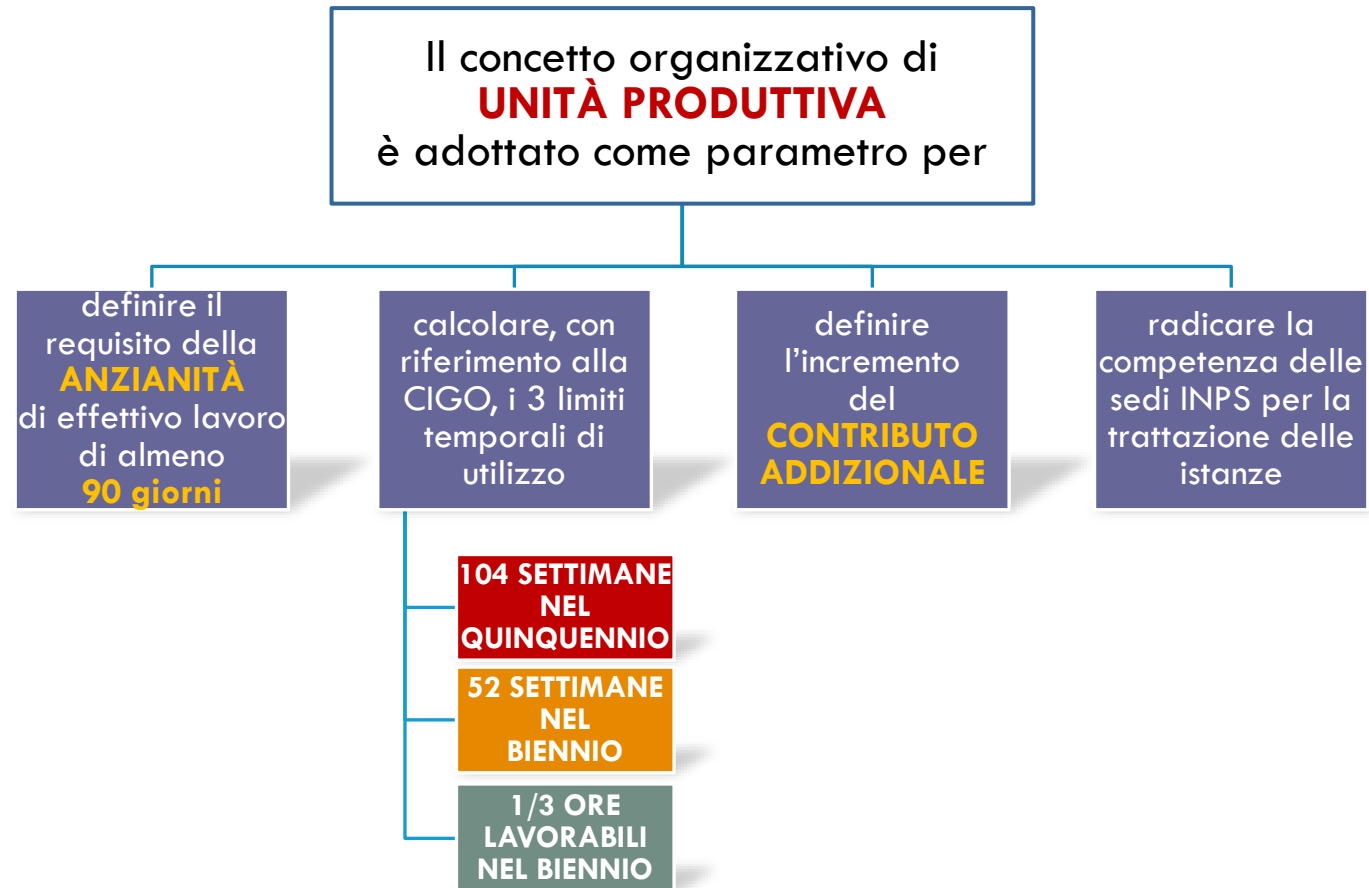 Il concetto organizzativo di
UNITÀ PRODUTTIVA
è adottato come parametro per
definire il
requisito della
ANZIANITÀ
di effettivo lavoro
di almeno
90 giorni
calcolare, con
riferimento alla
CIGO, i 3 limiti
temporali di
utilizzo
definire
l’incremento
del
CONTRIBUTO
ADDIZIONALE
radicare la
competenza delle
sedi INPS per la
trattazione delle
istanze
104 SETTIMANE
NEL
QUINQUENNIO
52 SETTIMANE
NEL
BIENNIO
1/3 ORE
LAVORABILI
NEL BIENNIO